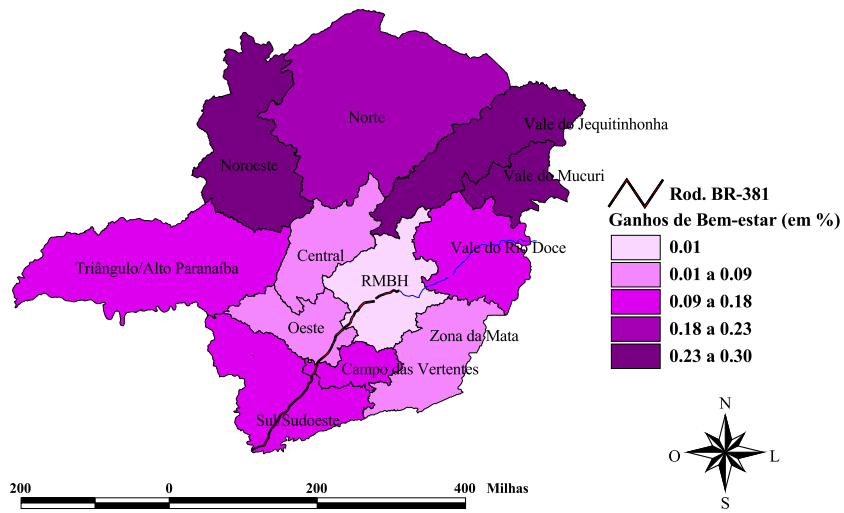 Norte
Vale do Jequitinhonha
Noroeste
Vale do Mucuri
Rod. BR-381
Ganhos de Bem-estar (em %)
0.01
0.01 a 0.09
0.09 a 0.18
0.18 a 0.23
0.23 a 0.30
Vale do Rio Doce
Central
Triângulo/Alto Paranaíba
RMBH
Oeste
Zona da Mata
Campo das Vertentes
Sul/Sudoeste
N
O
L
S
200
0
200
400
Milhas